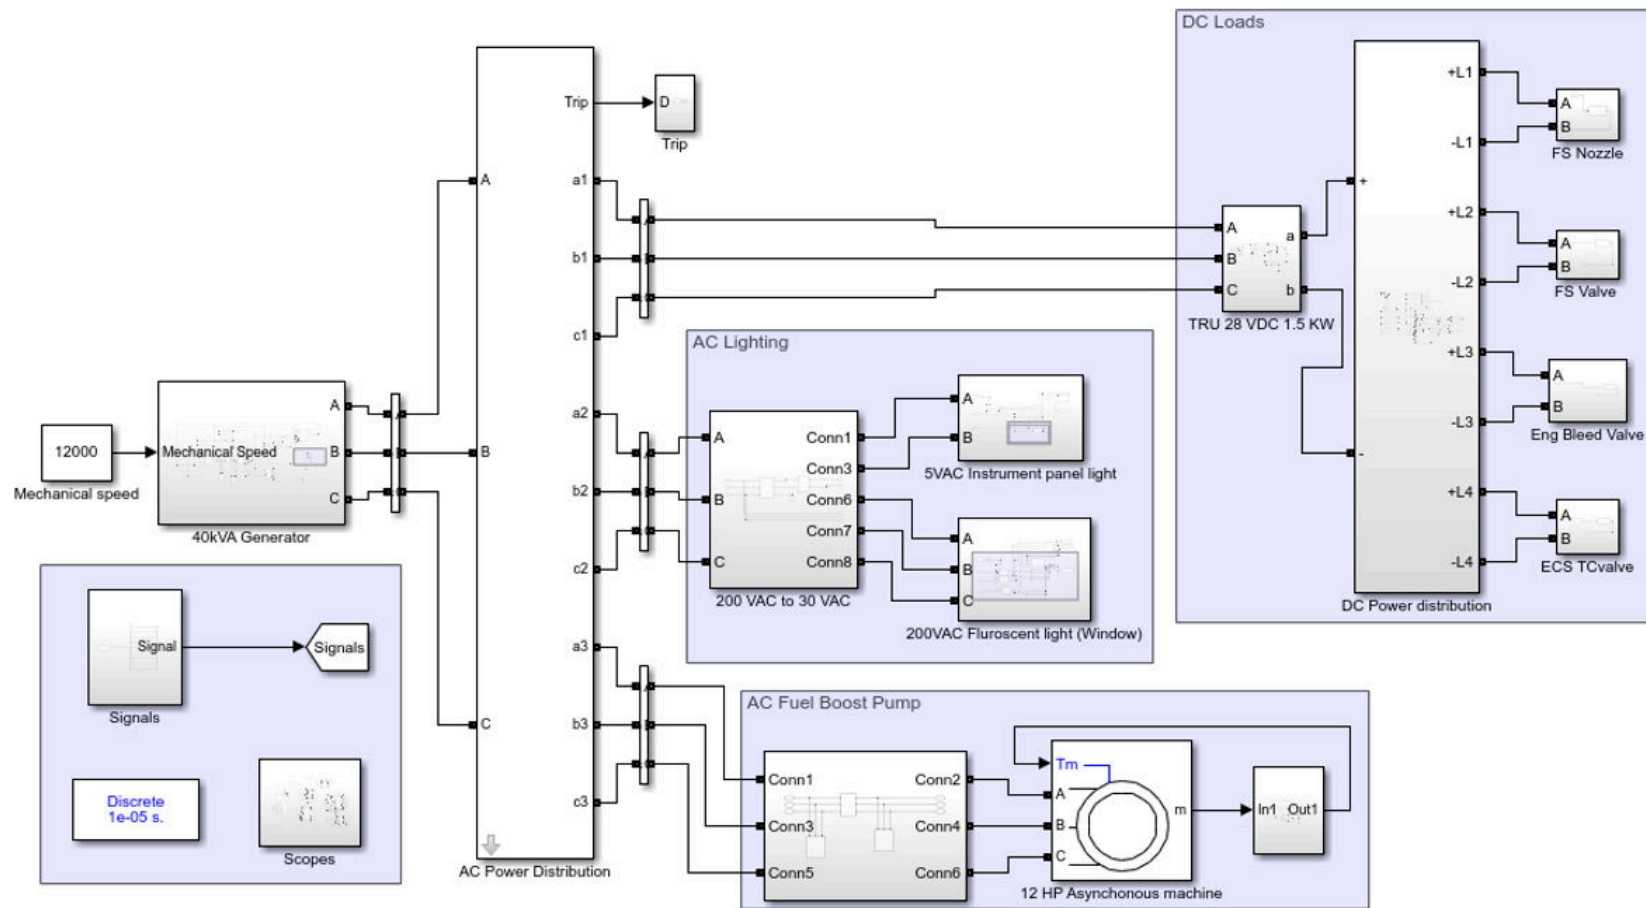 DC Loads
+L1
A
B
-L1
FS Nozzle
+
+L2
A
B
-L2
FS Valve
A
B
C
a
b
TRU 28 VDC 1.5 KW
+L3
A
B
-L3
Eng Bleed Valve
-
+L4
A
B
-L4
ECS TCvalve
DC Power distribution
Trip
D
Trip
A
a1
b1
c1
B
a2
b2
c2
a3
C
b3
c3
AC Power Distribution
12000
Mechanical speed
Mechanical Speed
A
B
C
40kVA Generator
AC Lighting
A
B
C
Conn1
Conn3
Conn6
Conn7
Conn8
200 VAC to 30 VAC
A
B
5VAC Instrument panel light
A
B
C
200VAC Fluroscent light (Window)
Signal
Signals
Signals
Discrete
1e-05 s.
Scopes
AC Fuel Boost Pump
Conn1
Conn3
Conn5
Conn2
Conn4
Conn6
Tm
A
B
C
m
12 HP Asynchonous machine
In1
Out1